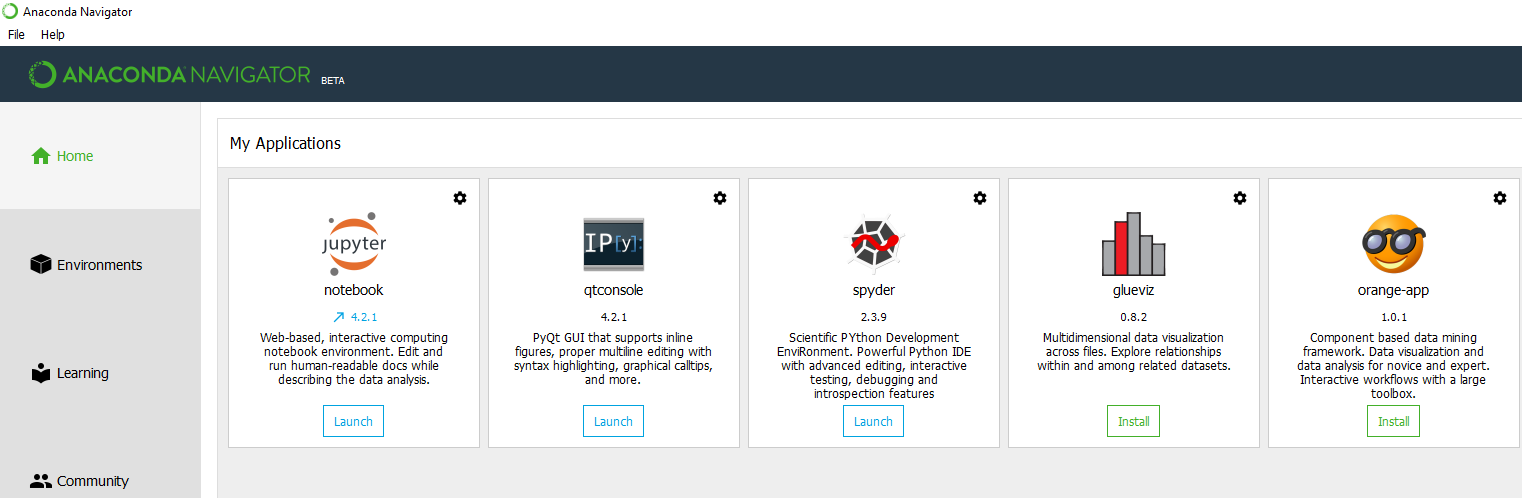 Anaconda Navigator
File Help
ANACONDA NAVIGATOR BETA
Home
Environments
Learning
Community
My Applications
jupyter
notebook
4.2.1
Web-based, interactive computing
notebook environment. Edit and
run human-readable docs while
describing the data analysis.
Launch
IP[y]:
qtconsole
4.2.1
PyQt GUI that supports inline
figures, proper multiline editing with
syntax highlighting, graphical calltips,
and more.
Launch
spyder
2.3.9
Scientific PYthon Development
EnviRonment. Powerful Python IDE
with advanced editing, interactive
testing, debugging and
introspection features
Launch
glueviz
0.8.2
Multidimensional data visualization
across files. Explore relationships
within and among related datasets.
Install
orange-app
1.0.1
Component based data mining
framework. Data visualization and
data analysis for novice and expert.
Interactive workflows with a large
toolbox.
Install